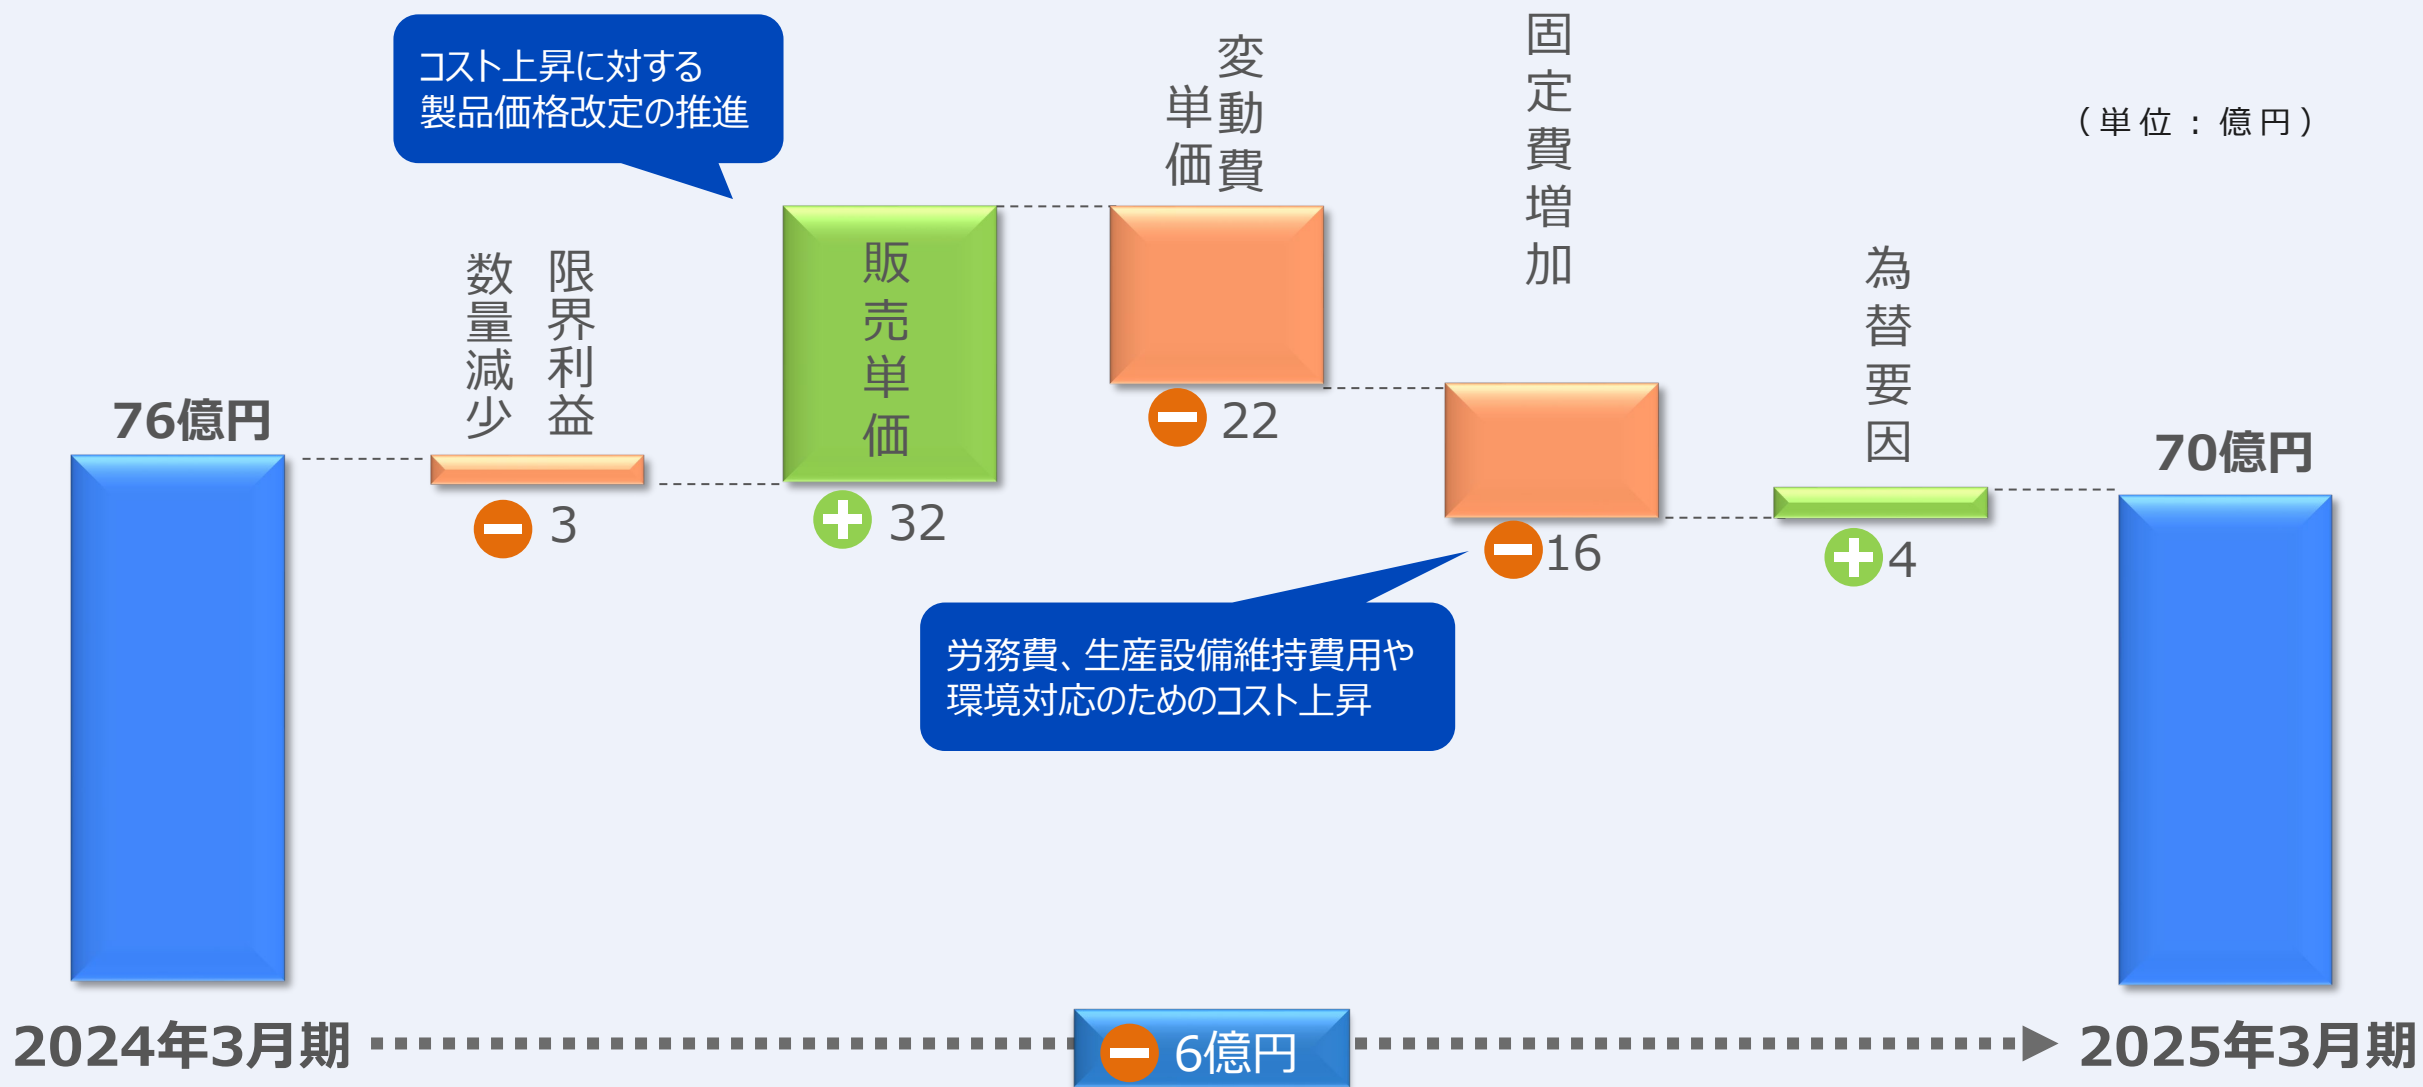 コスト上昇に対する
製品価格改定の推進
（単位：億円）
76億円
限界利益
数量減少
3
販売単価
32
変動費
単価
22
固定費増加
16
為替要因
4
70億円
労務費、生産設備維持費用や
環境対応のためのコスト上昇
2024年3月期
6億円
2025年3月期